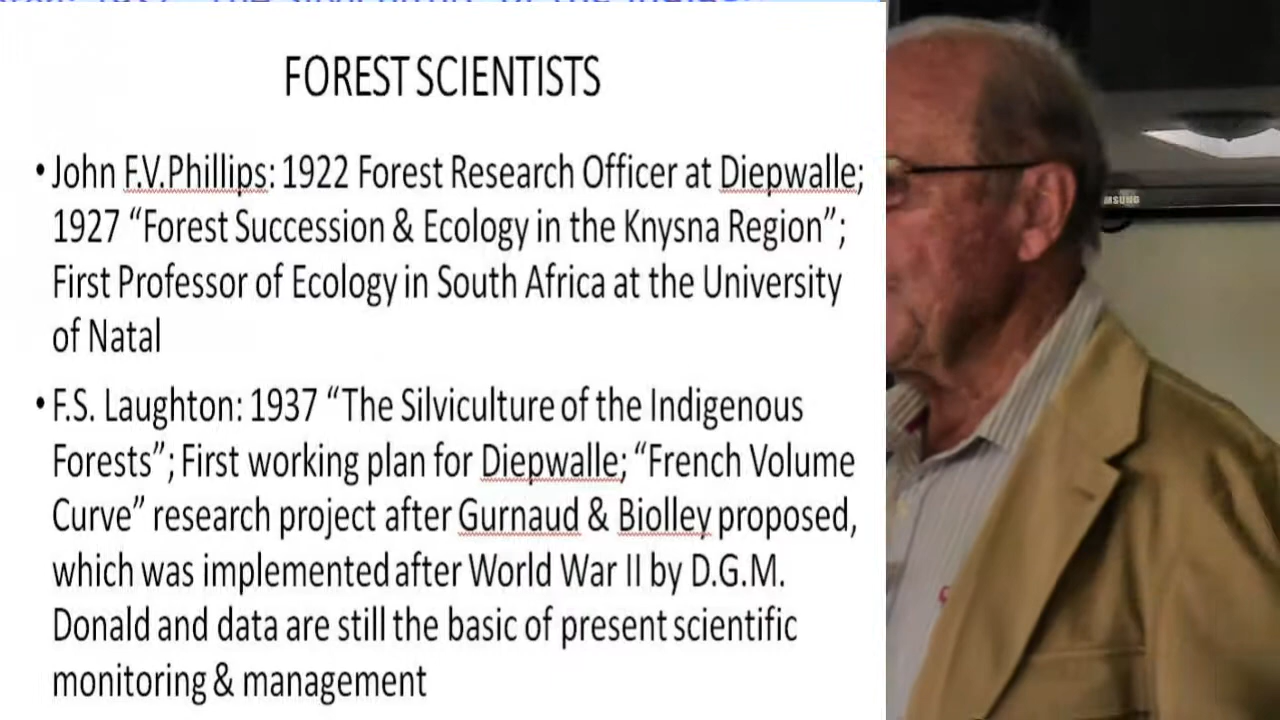 FOREST SCIENTISTS
• John F.V.Phillips: 1922 Forest Research Officer at Diepwalle;
1927 “Forest Succession & Ecology in the Knysna Region”;
First Professor of Ecology in South Africa at the University
of Natal
• F.S. Laughton: 1937 “The Silviculture of the Indigenous
Forests”; First working plan for Diepwalle; “French Volume
Curve” research project after Gurnaud & Biolley proposed,
which was implemented after World War II by D.G.M.
Donald and data are still the basic of present scientific
monitoring & management
MSUNG